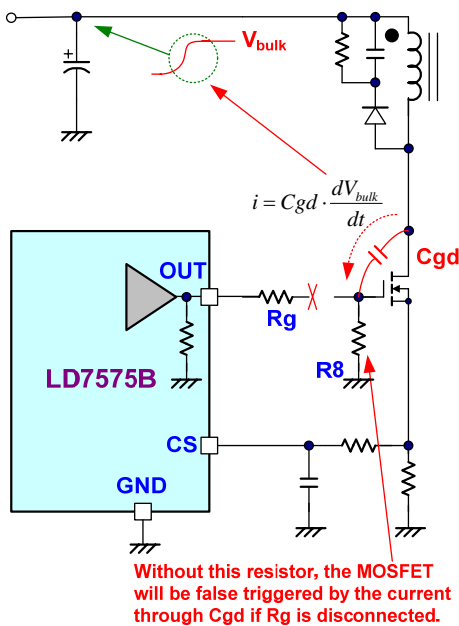 +
Vbulk
i = Cgd · dVbulk / dt
Cgd
OUT
Rg
R8
LD7575B
CS
GND
Without this resistor, the MOSFET
will be false triggered by the current
through Cgd if Rg is disconnected.